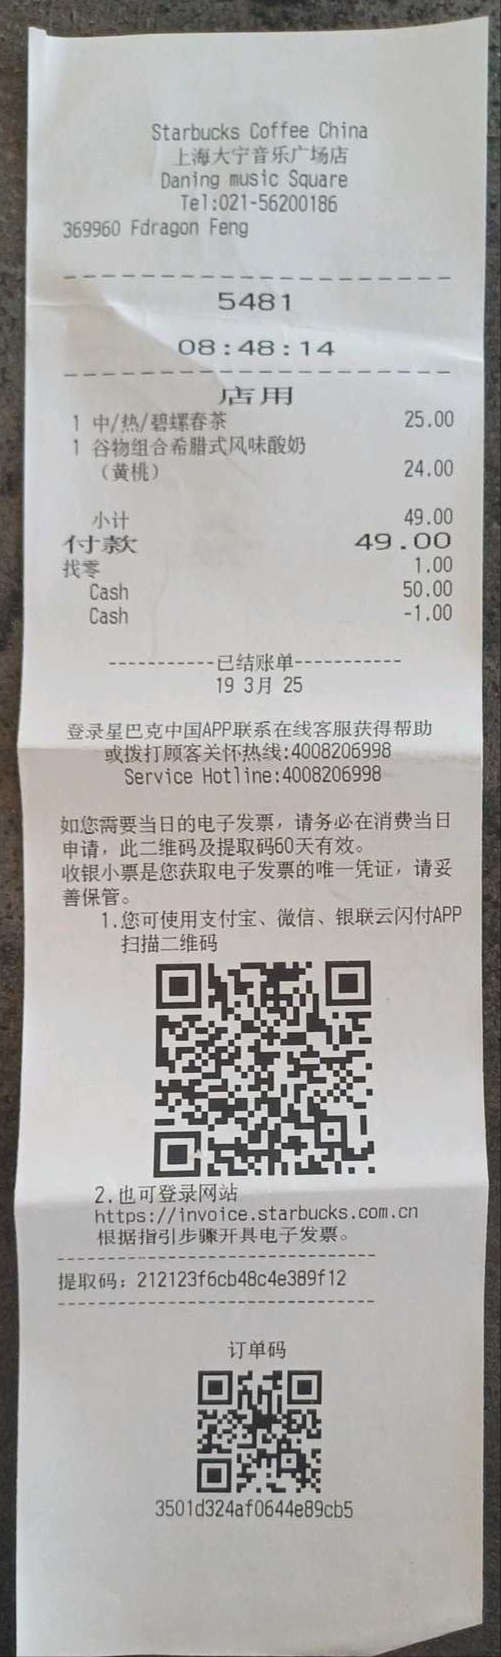 Starbucks Coffee China
上海大宁音乐广场店
Daning music Square
Tel:021-56200186
369960 Fdragon Feng
5481
08:48:14
店用
1 中/热/碧螺春茶 25.00
1 谷物组合希腊式风味酸奶
（黄桃） 24.00
小计 49.00
付款 49.00
找零 1.00
Cash 50.00
Cash -1.00
-----------已结账单-----------
19 3月 25
登录星巴克中国APP联系在线客服获得帮助
或拨打顾客关怀热线:4008206998
Service Hotline:4008206998
如您需要当日的电子发票，请务必在消费当日
申请，此二维码及提取码60天有效。
收银小票是您获取电子发票的唯一凭证，请妥
善保管。
1.您可使用支付宝、微信、银联云闪付APP
扫描二维码
2.也可登录网站
https://invoice.starbucks.com.cn
根据指引步骤开具电子发票。
提取码：212123f6cb48c4e389f12
订单码
3501d324af0644e89cb5